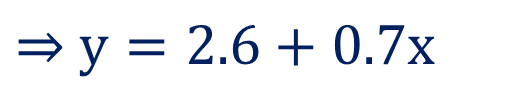 ⇒ y = 2.6 + 0.7x